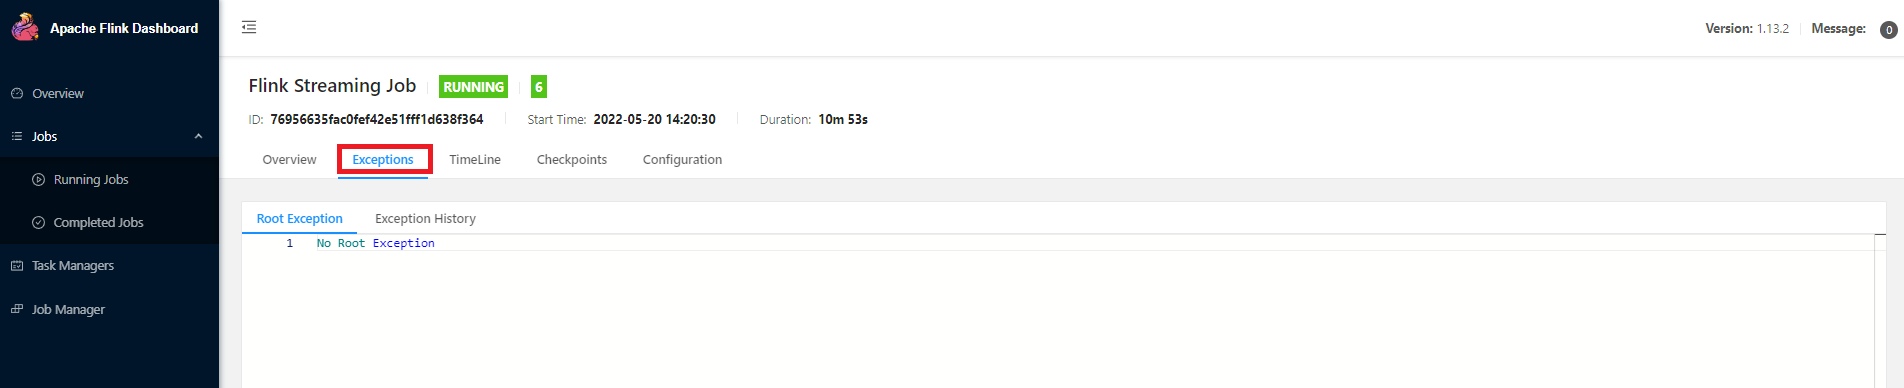 Apache Flink Dashboard
Version: 1.13.2 Message: 0
Overview
Jobs
Running Jobs
Completed Jobs
Task Managers
Job Manager
Flink Streaming Job RUNNING 6
ID: 76956635fac0fef42e51fff1d638f364 Start Time: 2022-05-20 14:20:30 Duration: 10m 53s
Overview Exceptions TimeLine Checkpoints Configuration
Root Exception Exception History
1 No Root Exception